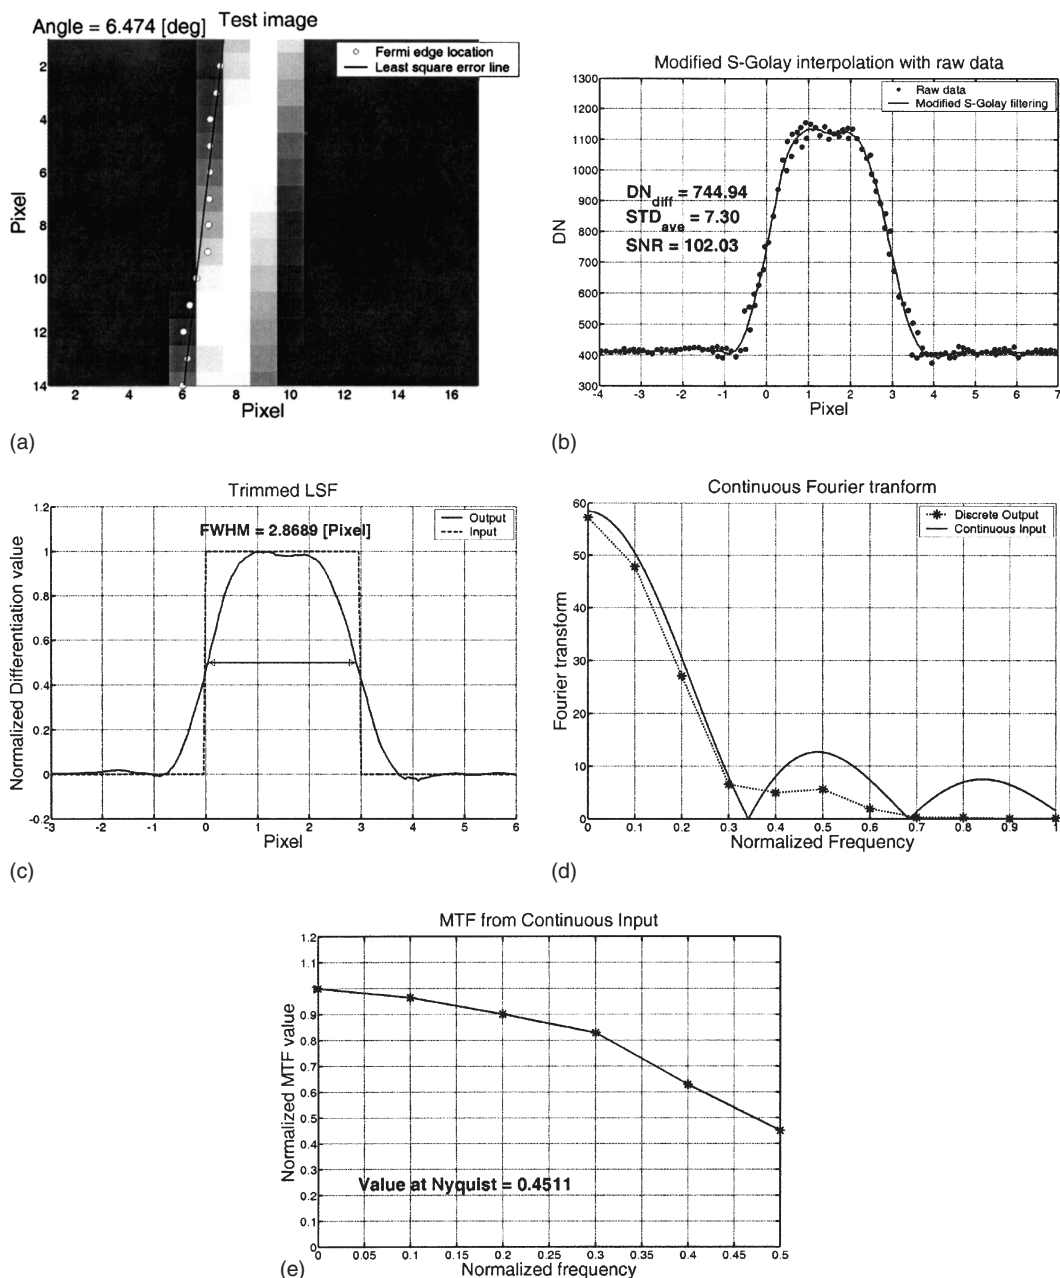 Angle = 6.474 [deg]
Test image
Fermi edge location
Least square error line
2
4
6
8
10
12
14
Pixel
2 4 6 8 10 12 14 16
Pixel
(a)
Modified S-Golay interpolation with raw data
Raw data
Modified S-Golay filtering
1300
1200
1100
1000
900
800
700
600
500
400
300
DN
DNdiff = 744.94
STDave = 7.30
SNR = 102.03
-4 -3 -2 -1 0 1 2 3 4 5 6 7
Pixel
(b)
Trimmed LSF
FWHM = 2.8689 [Pixel]
Output
Input
1.2
1
0.8
0.6
0.4
0.2
0
-0.2
Normalized Differentiation value
-3 -2 -1 0 1 2 3 4 5 6
Pixel
(c)
Continuous Fourier tranform
Discrete Output
Continuous Input
60
50
40
30
20
10
0
Fourier transform
0 0.1 0.2 0.3 0.4 0.5 0.6 0.7 0.8 0.9 1
Normalized Frequency
(d)
MTF from Continuous Input
1.2
1.1
1
0.9
0.8
0.7
0.6
0.5
0.4
0.3
0.2
0.1
0
Normalized MTF value
Value at Nyquist = 0.4511
0 0.05 0.1 0.15 0.2 0.25 0.3 0.35 0.4 0.45 0.5
Normalized frequency
(e)